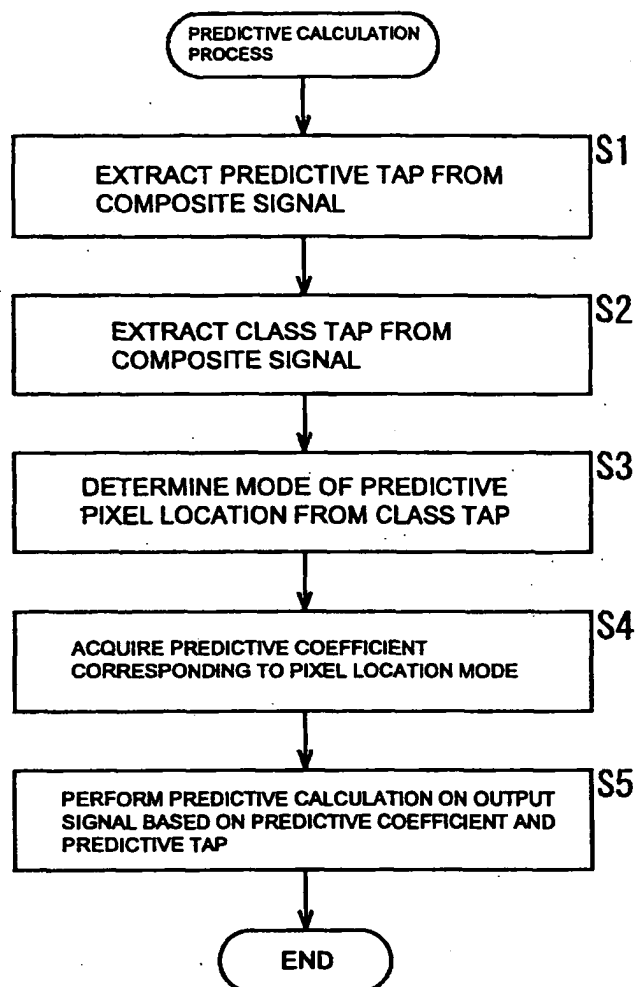 PREDICTIVE CALCULATION
PROCESS
S1
EXTRACT PREDICTIVE TAP FROM
COMPOSITE SIGNAL
S2
EXTRACT CLASS TAP FROM
COMPOSITE SIGNAL
S3
DETERMINE MODE OF PREDICTIVE
PIXEL LOCATION FROM CLASS TAP
S4
ACQUIRE PREDICTIVE COEFFICIENT
CORRESPONDING TO PIXEL LOCATION MODE
S5
PERFORM PREDICTIVE CALCULATION ON OUTPUT
SIGNAL BASED ON PREDICTIVE COEFFICIENT AND
PREDICTIVE TAP
END